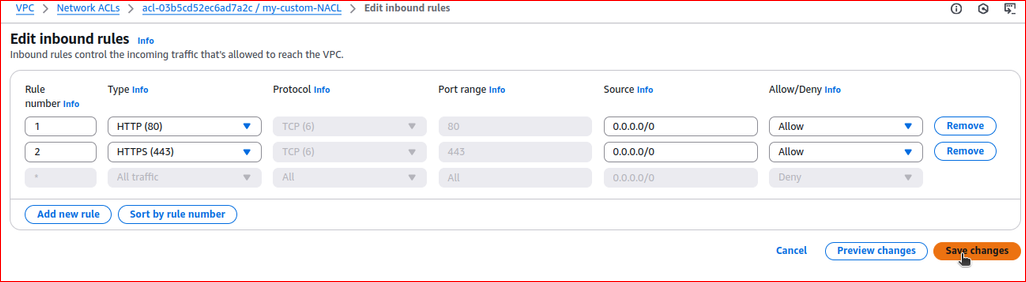 VPC > Network ACLs > acl-03b5cd52ec6ad7a2c / my-custom-NACL > Edit inbound rules
Edit inbound rules Info
Inbound rules control the incoming traffic that's allowed to reach the VPC.
Rule number Info Type Info Protocol Info Port range Info Source Info Allow/Deny Info
1 HTTP (80) TCP (6) 80 0.0.0.0/0 Allow Remove
2 HTTPS (443) TCP (6) 443 0.0.0.0/0 Allow Remove
* All traffic All All 0.0.0.0/0 Deny
Add new rule Sort by rule number
Cancel Preview changes Save changes